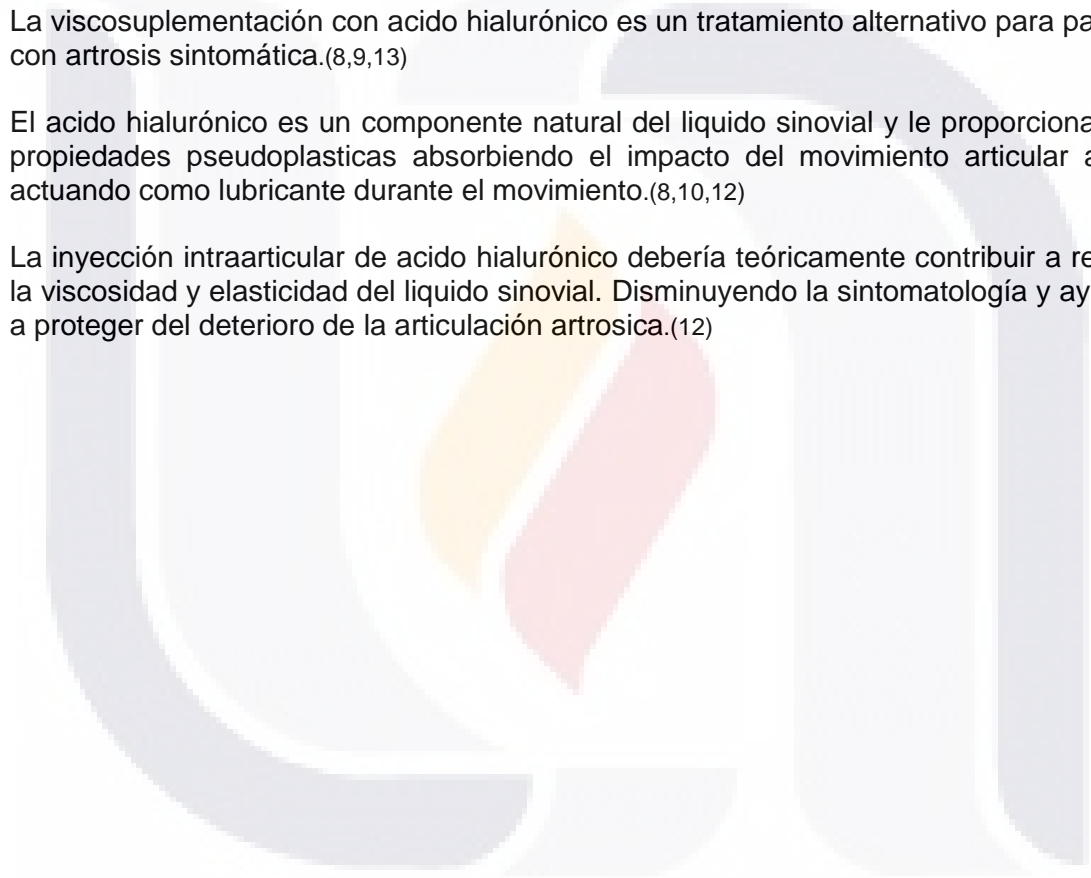 La viscosuplementación con acido hialurónico es un tratamiento alternativo para
con artrosis sintomática.(8,9,13)
El acido hialurónico es un componente natural del liquido sinovial y le proporciona
propiedades pseudoplasticas absorbiendo el impacto del movimiento articular
actuando como lubricante durante el movimiento.(8,10,12)
La inyección intraarticular de acido hialurónico debería teóricamente contribuir a
la viscosidad y elasticidad del liquido sinovial. Disminuyendo la sintomatología y
a proteger del deterioro de la articulación artrosica.(12)